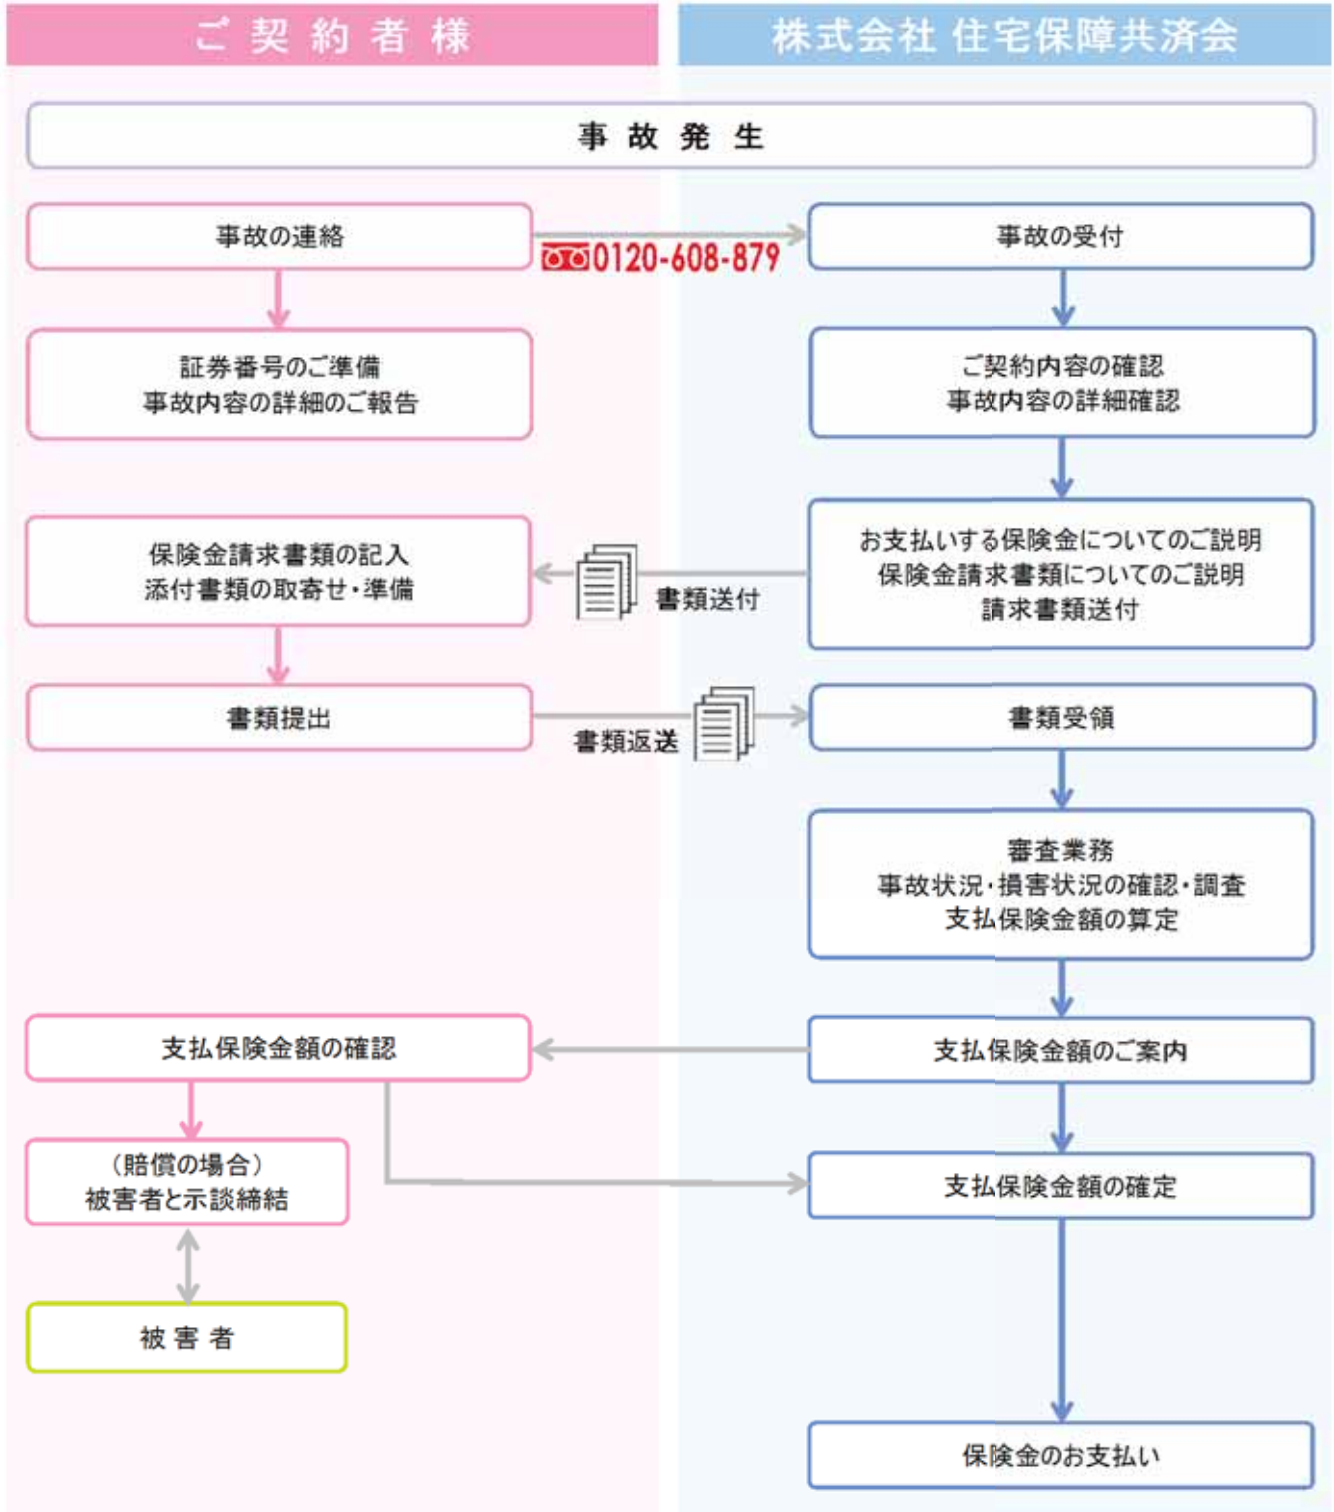 ご契約者様
株式会社 住宅保障共済会
事故発生
事故の連絡
0120-608-879
事故の受付
証券番号のご準備
事故内容の詳細のご報告
ご契約内容の確認
事故内容の詳細確認
保険金請求書類の記入
添付書類の取寄せ・準備
書類送付
お支払いする保険金についてのご説明
保険金請求書類についてのご説明
請求書類送付
書類提出
書類返送
書類受領
審査業務
事故状況・損害状況の確認・調査
支払保険金額の算定
支払保険金額の確認
支払保険金額のご案内
（賠償の場合）
被害者と示談締結
支払保険金額の確定
被害者
保険金のお支払い